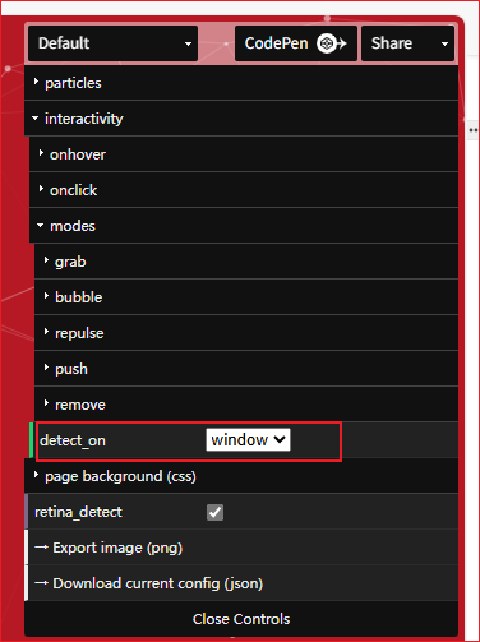 Default CodePen Share
particles
interactivity
onhover
onclick
modes
grab
bubble
repulse
push
remove
detect_on window
page background (css)
retina_detect
Export image (png)
Download current config (json)
Close Controls